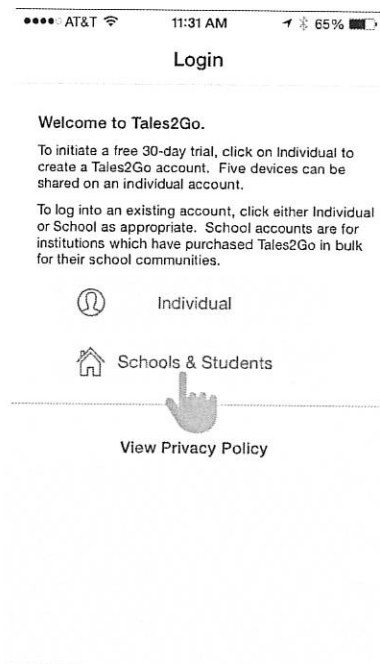 AT&T 11:31 AM 65%
Login
Welcome to Tales2Go.
To initiate a free 30-day trial, click on Individual to
create a Tales2Go account. Five devices can be
shared on an individual account.
To log into an existing account, click either Individual
or School as appropriate. School accounts are for
institutions which have purchased Tales2Go in bulk
for their school communities.
Individual
Schools & Students
View Privacy Policy